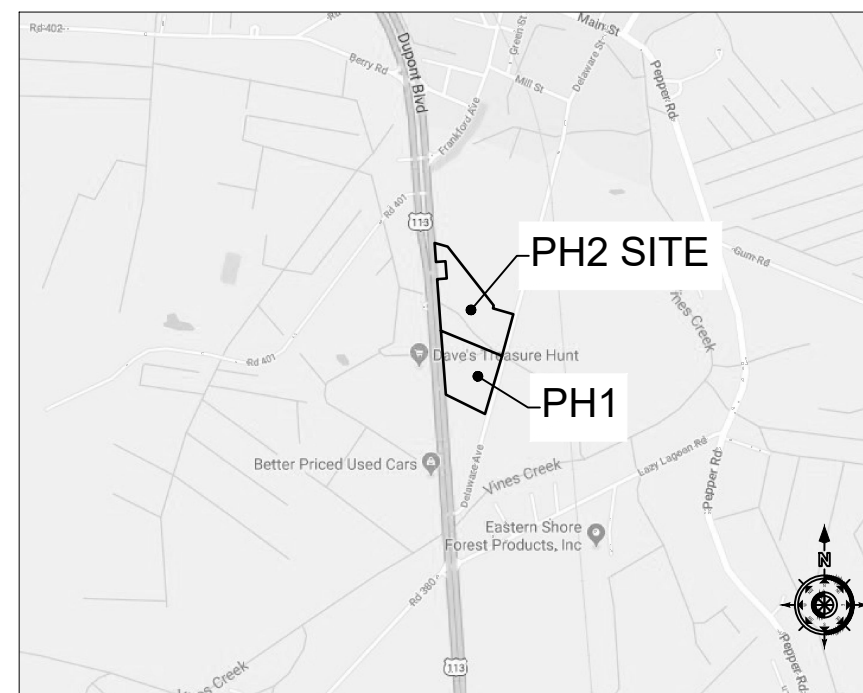 Rd 402
Rd
Main St
Green St
Dupont Blvd
Berry Rd
Delaware St
Mill St
Pepper Rd
Frankford Ave
Rd 401
113
PH2 SITE
Gum Rd
Vines Creek
Dave's Treasure Hunt
Rd 401
PH1
Better Priced Used Cars
Delaware Ave
Vines Creek
Lazy Lagoon Rd
Pepper Rd
Eastern Shore
Forest Products, Inc
N
Rd 380
Pepper Rd
113
Vines Creek